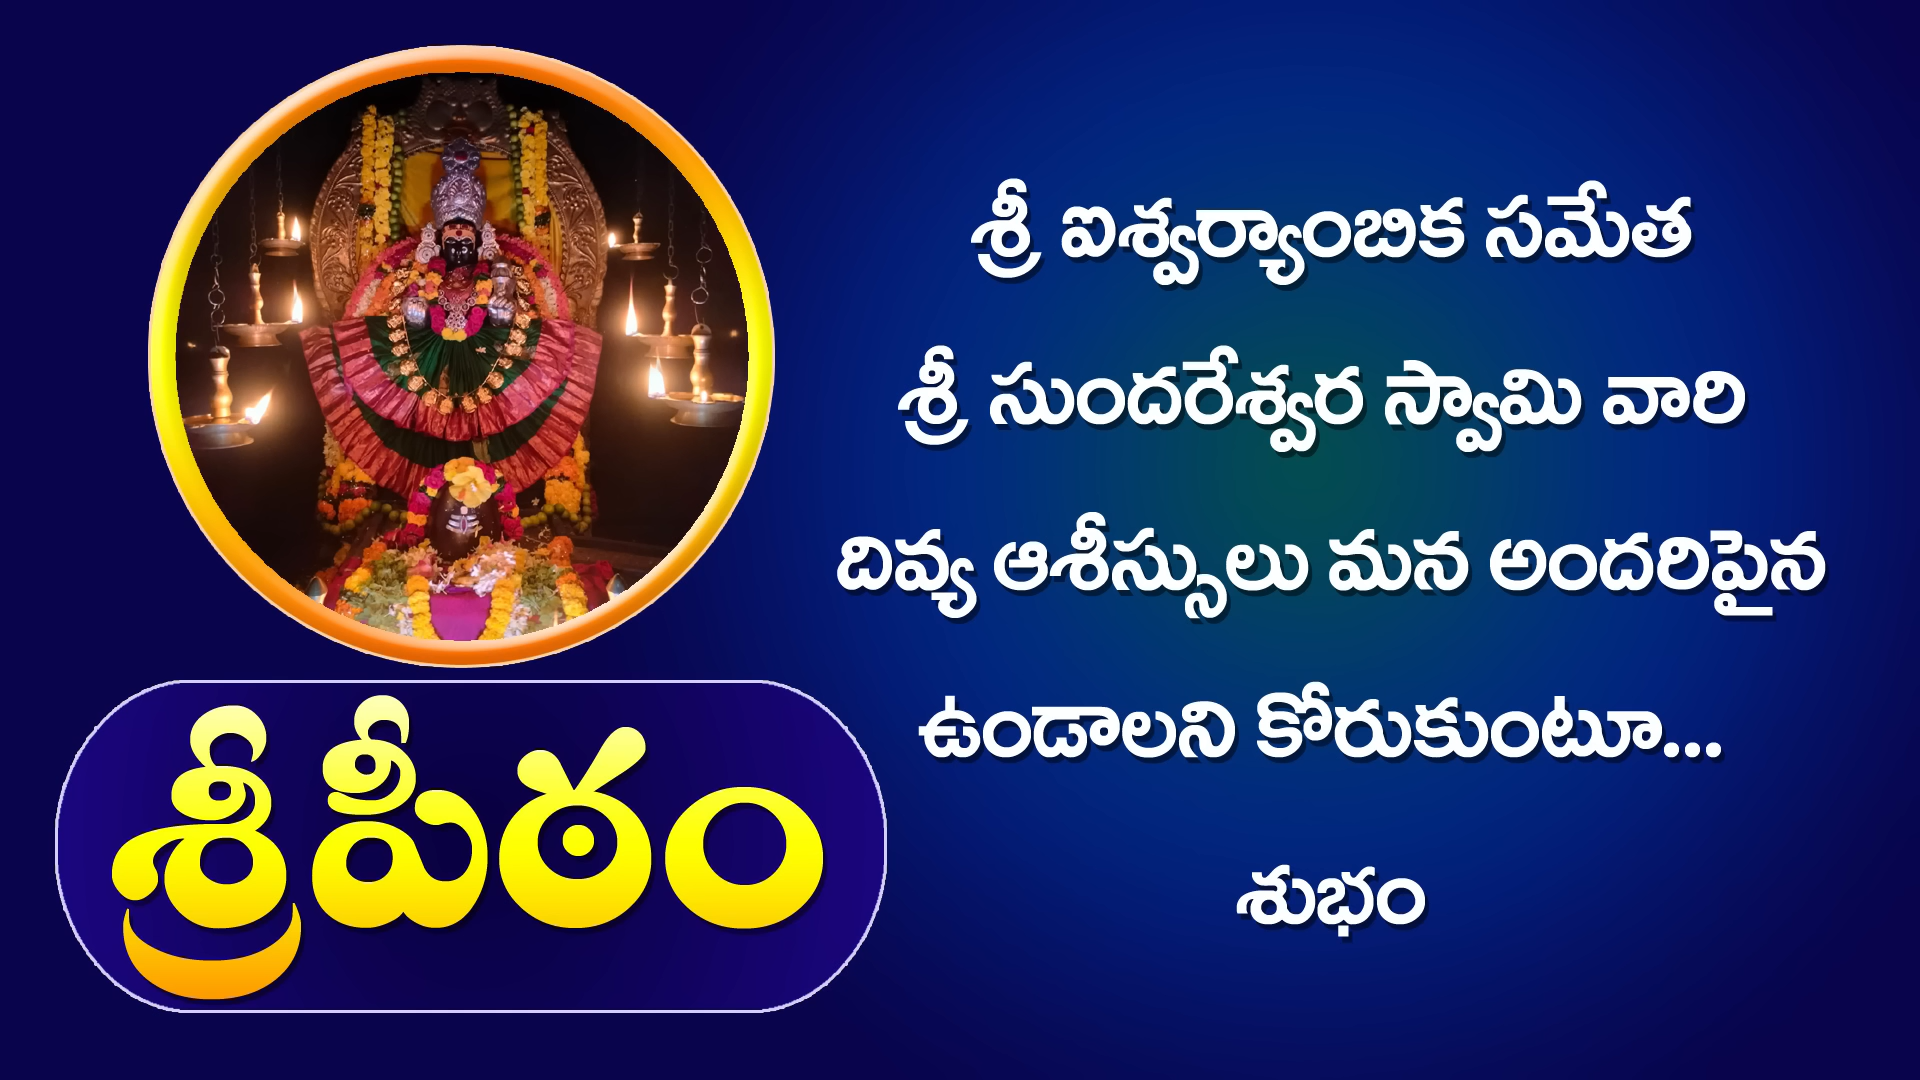 శ్రీ ఐశ్వర్యాంబిక సమేత
శ్రీ సుందరేశ్వర స్వామి వారి
దివ్య ఆశీస్సులు మన అందరిపైన
ఉండాలని కోరుకుంటూ...
శుభం
శ్రీపీఠం